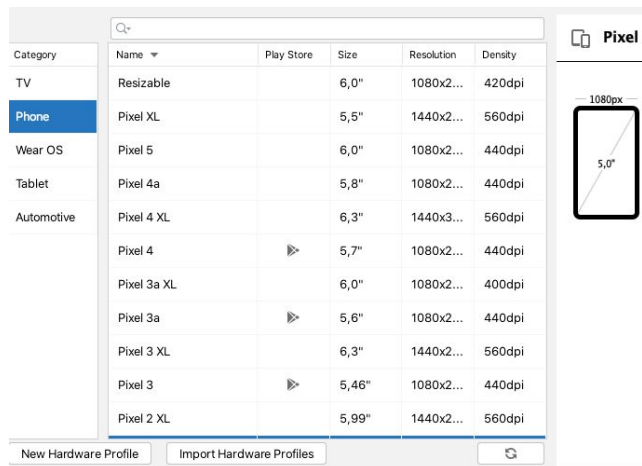 Pixel
Category
Name Play Store Size Resolution Density
TV
Resizable 6,0" 1080x2... 420dpi
Phone
Pixel XL 5,5" 1440x2... 560dpi
Wear OS
Pixel 5 6,0" 1080x2... 440dpi
Tablet
Pixel 4a 5,8" 1080x2... 440dpi
Automotive
Pixel 4 XL 6,3" 1440x3... 560dpi
Pixel 4 5,7" 1080x2... 440dpi
Pixel 3a XL 6,0" 1080x2... 400dpi
Pixel 3a 5,6" 1080x2... 440dpi
Pixel 3 XL 6,3" 1440x2... 560dpi
Pixel 3 5,46" 1080x2... 440dpi
Pixel 2 XL 5,99" 1440x2... 560dpi
1080px
5,0"
New Hardware Profile Import Hardware Profiles